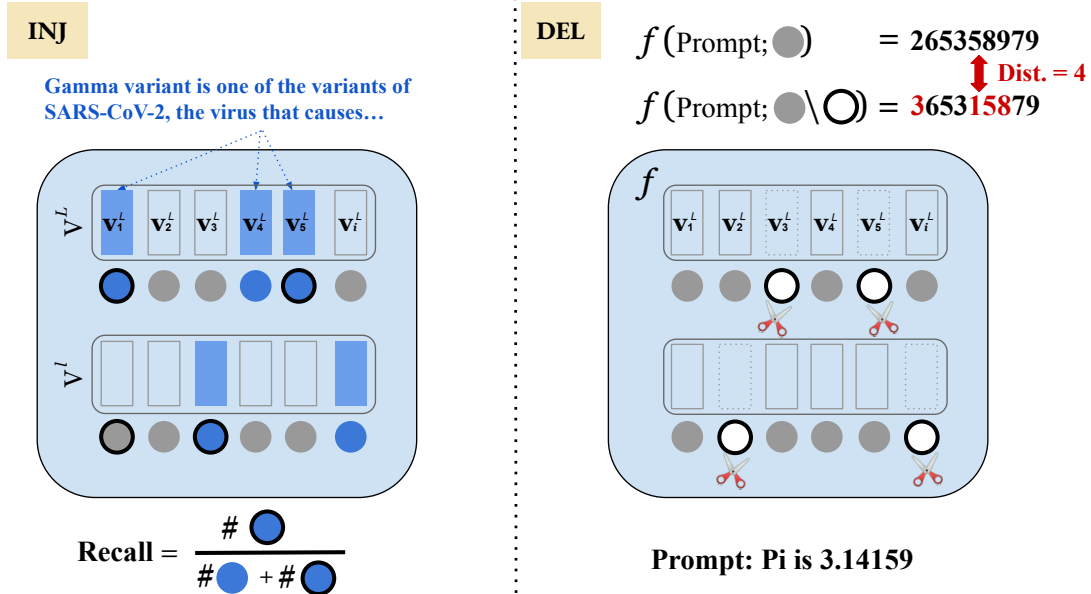 INJ
Gamma variant is one of the variants of
SARS-CoV-2, the virus that causes…
V^L
v₁^L v₂^L v₃^L v₄^L v₅^L vᵢ^L
V^l
Recall = # / # + #
DEL
f(Prompt; ) = 265358979
Dist. = 4
f(Prompt; \ ) = 365315879
f
v₁^L v₂^L v₃^L v₄^L v₅^L vᵢ^L
Prompt: Pi is 3.14159